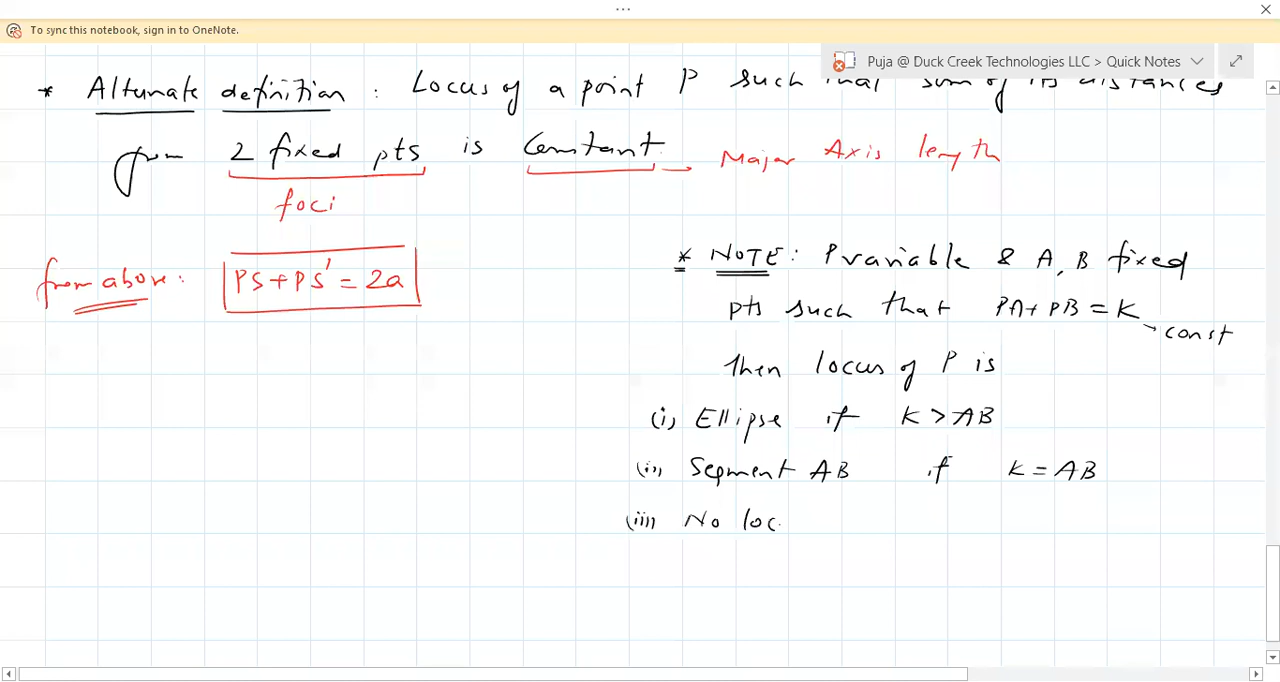 To sync this notebook, sign in to OneNote.
Puja @ Duck Creek Technologies LLC > Quick Notes
* Alternate definition : Locus of a point P such that sum of its distances
from 2 fixed pts is Constant. → Major Axis length
foci
from above : PS + PS' = 2a
* NOTE : P variable & A, B fixed
pts such that PA + PB = K
→ const
then locus of P is
(i) Ellipse if K > AB
(ii) Segment AB if K = AB
(iii) No loc